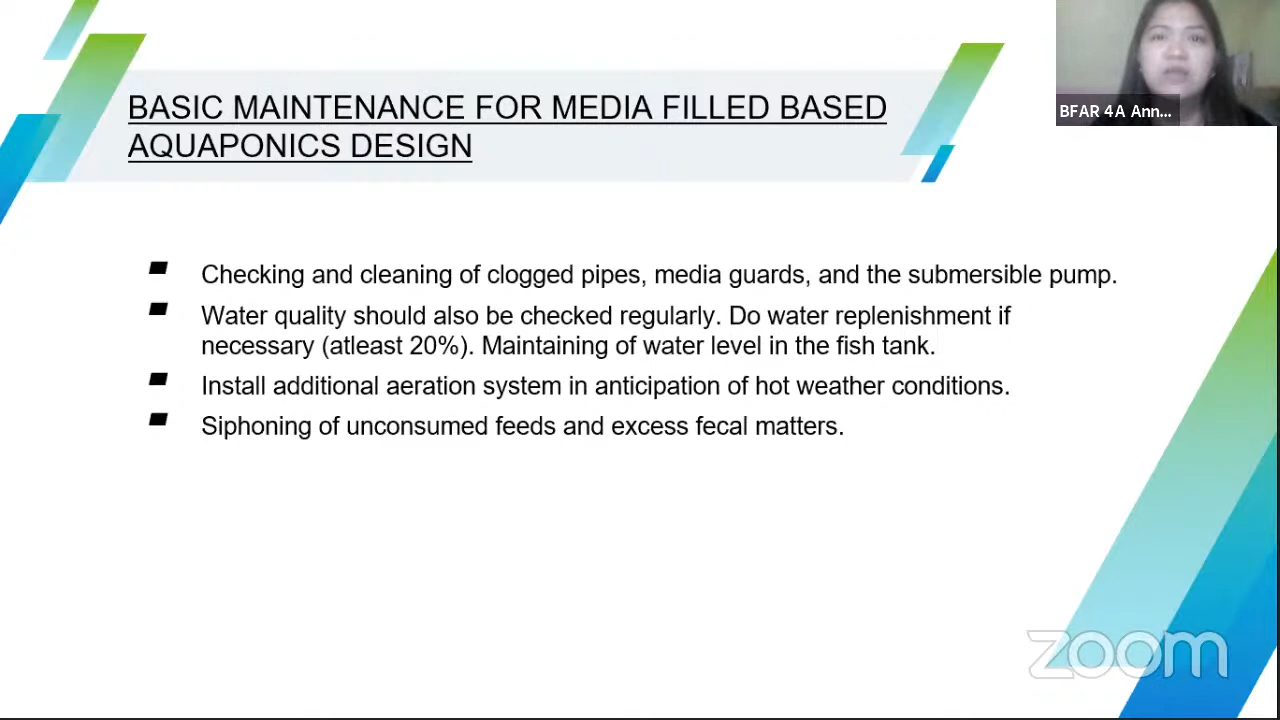 BASIC MAINTENANCE FOR MEDIA FILLED BASED
AQUAPONICS DESIGN
BFAR 4A Ann...
Checking and cleaning of clogged pipes, media guards, and the submersible pump.
Water quality should also be checked regularly. Do water replenishment if
necessary (atleast 20%). Maintaining of water level in the fish tank.
Install additional aeration system in anticipation of hot weather conditions.
Siphoning of unconsumed feeds and excess fecal matters.
zoom